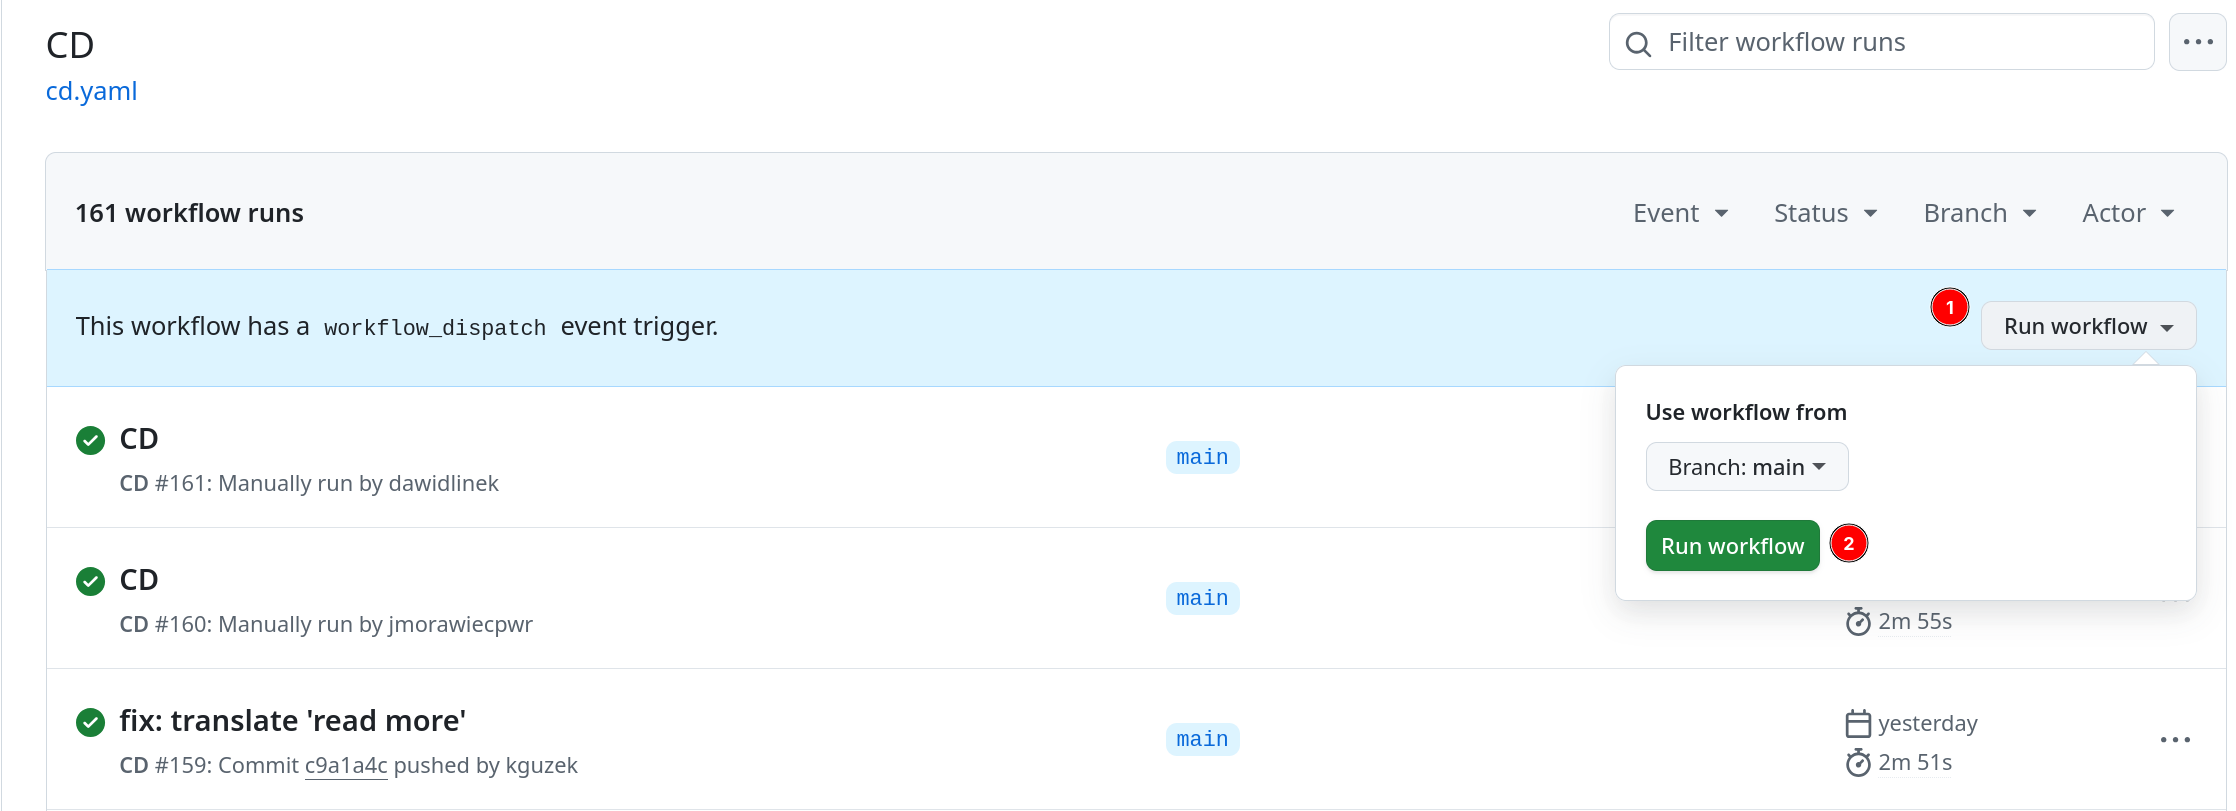 CD
Filter workflow runs
cd.yaml
161 workflow runs
Event Status Branch Actor
This workflow has a workflow_dispatch event trigger.
1
Run workflow
Use workflow from
Branch: main
Run workflow
2
CD
main
CD #161: Manually run by dawidlinek
CD
main
CD #160: Manually run by jmorawiecpwr
2m 55s
fix: translate 'read more'
main
yesterday
CD #159: Commit c9a1a4c pushed by kguzek
2m 51s